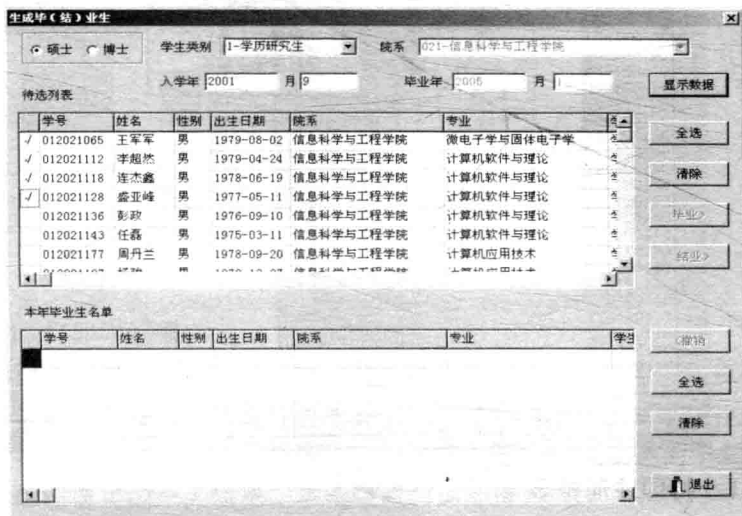 生成毕(结)业生
硕士 博士 学生类别 1-学历研究生 院系 021-信息科学与工程学院
入学年 2001 月 9 毕业年 月 1 显示数据
待选列表
学号 姓名 性别 出生日期 院系 专业
√ 012021065 王军军 男 1979-08-02 信息科学与工程学院 微电子学与固体电子学
√ 012021112 李超然 男 1979-04-24 信息科学与工程学院 计算机软件与理论
√ 012021118 连杰鑫 男 1978-06-19 信息科学与工程学院 计算机软件与理论
√ 012021128 盛亚峰 男 1977-05-11 信息科学与工程学院 计算机软件与理论
012021136 彭政 男 1976-09-10 信息科学与工程学院 计算机软件与理论
012021143 任磊 男 1975-03-11 信息科学与工程学院 计算机软件与理论
012021177 周丹兰 男 1978-09-20 信息科学与工程学院 计算机应用技术
全选
清除
毕业>
结业>
本年毕业生名单
学号 姓名 性别 出生日期 院系 专业 学生
<撤销
全选
清除
退出